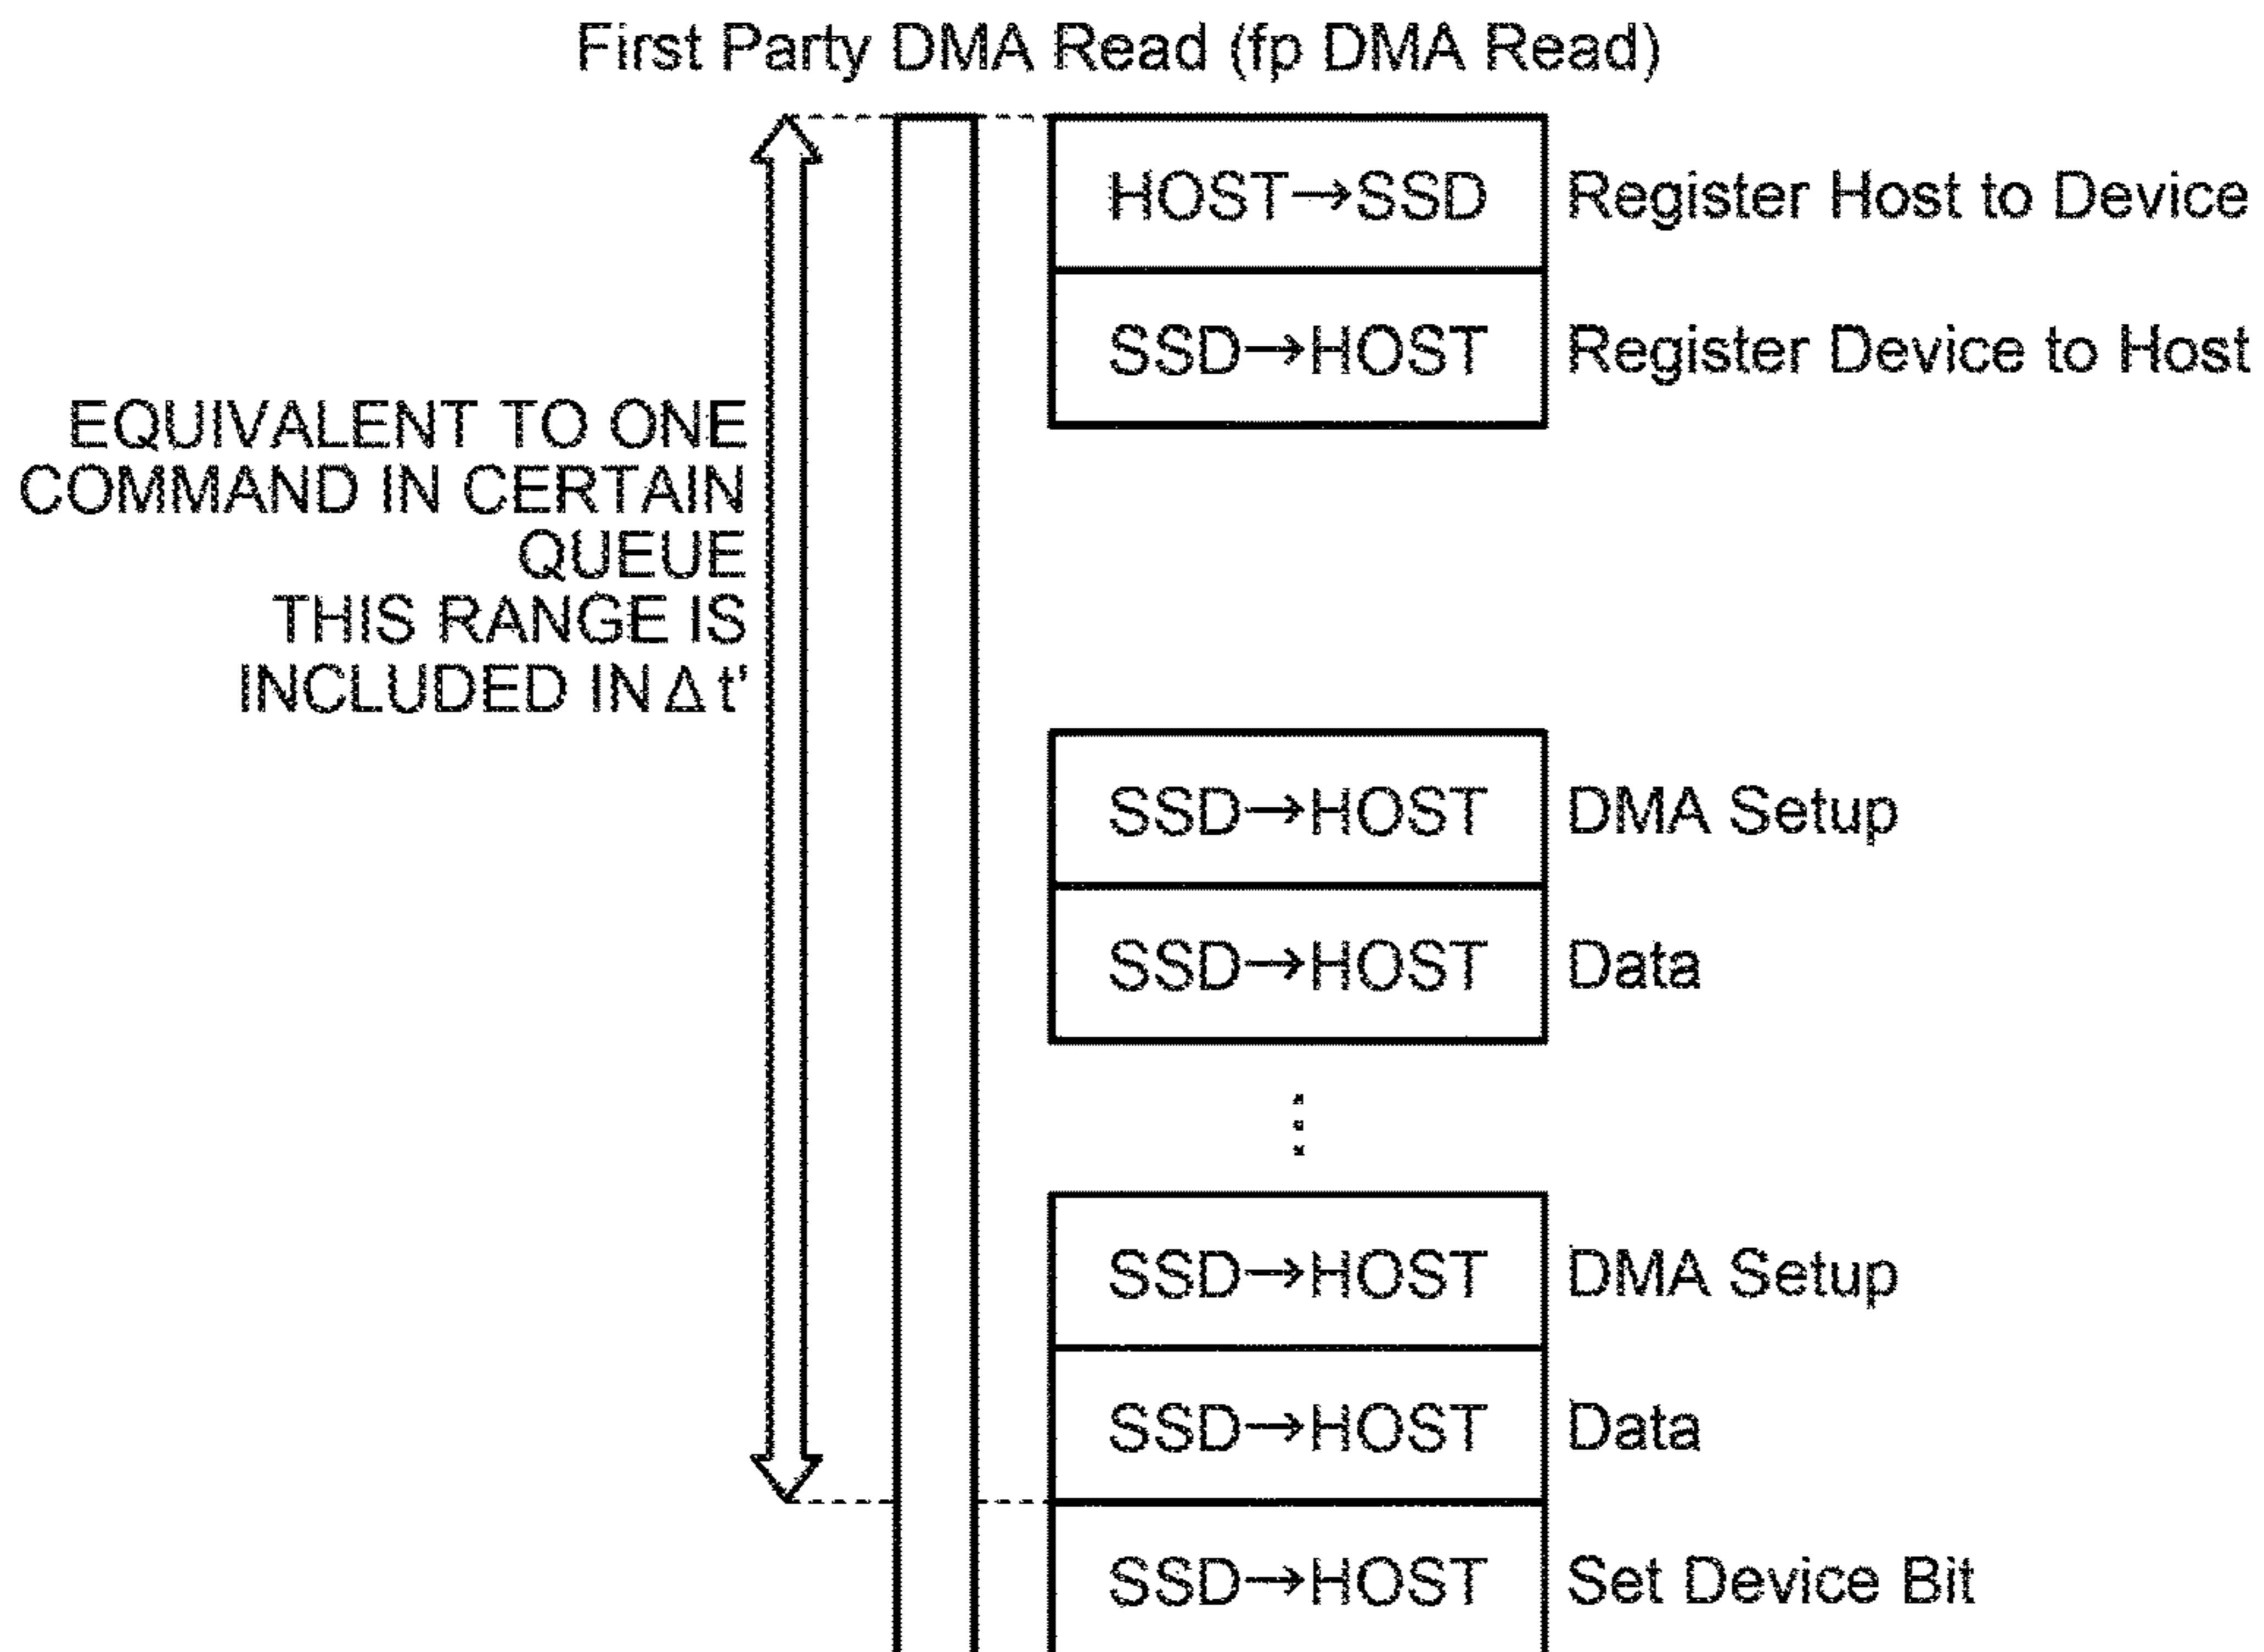 First Party DMA Read (fp DMA Read)
HOST→SSD Register Host to Device
SSD→HOST Register Device to Host
EQUIVALENT TO ONE
COMMAND IN CERTAIN
QUEUE
THIS RANGE IS
INCLUDED IN Δt'
SSD→HOST DMA Setup
SSD→HOST Data
⋮
SSD→HOST DMA Setup
SSD→HOST Data
SSD→HOST Set Device Bit